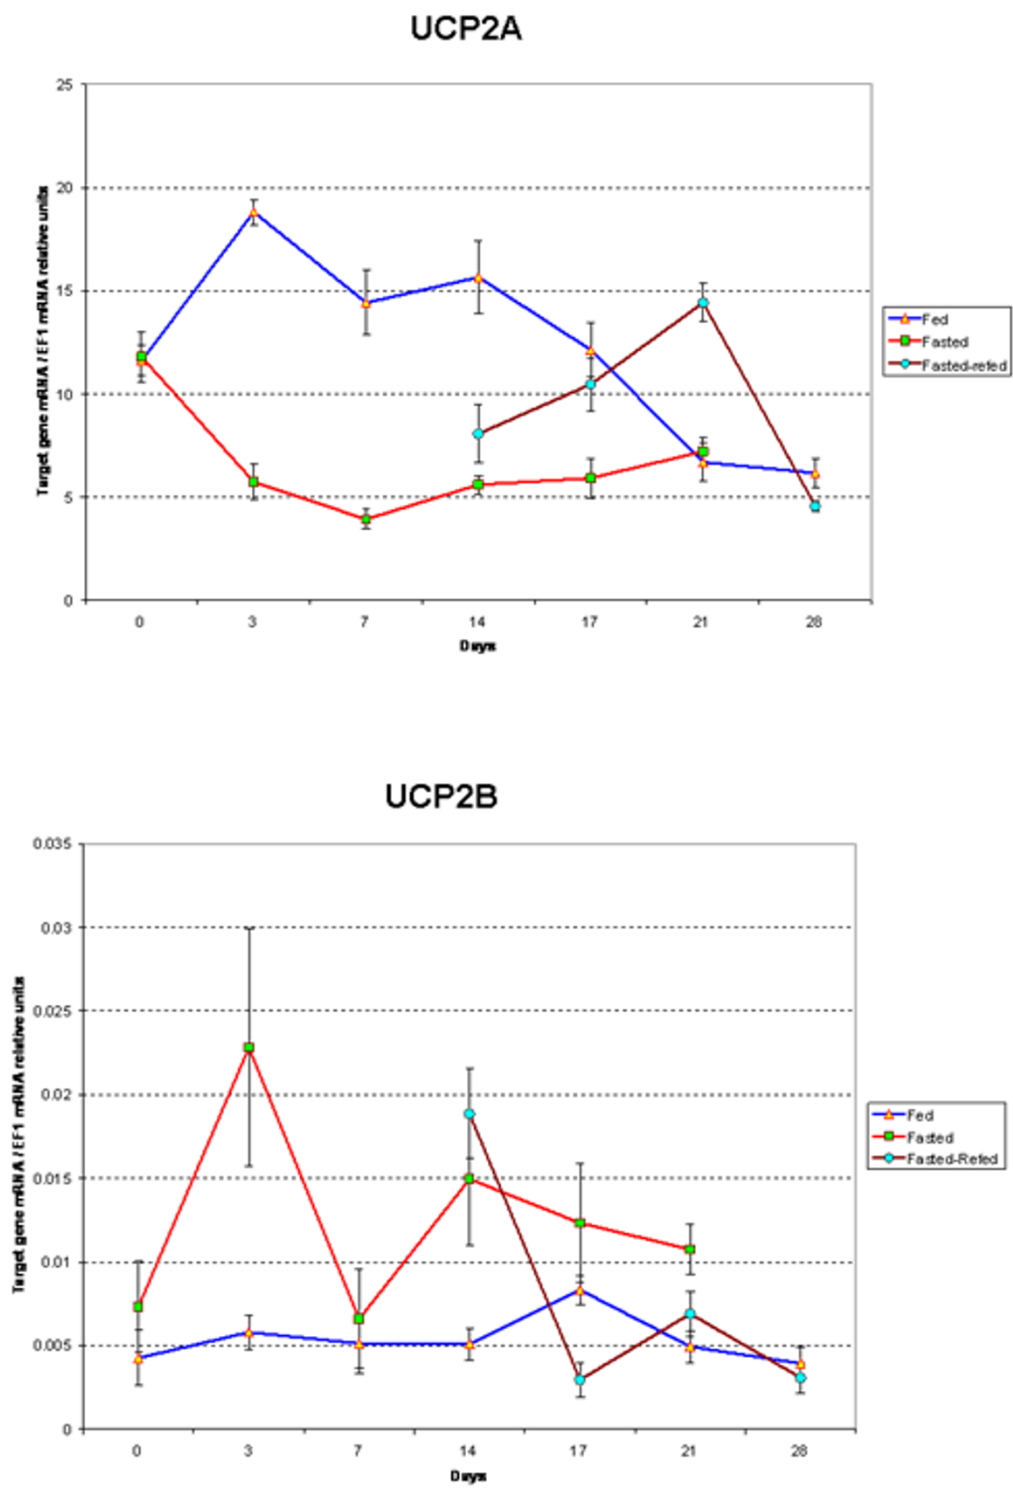 UCP2A
25
20
15
10
5
0
Target gene mRNA / EF1 mRNA relative units
0 3 7 14 17 21 28
Days
Fed
Fasted
Fasted-refed
UCP2B
0.035
0.03
0.025
0.02
0.015
0.01
0.005
0
Target gene mRNA / EF1 mRNA relative units
0 3 7 14 17 21 28
Days
Fed
Fasted
Fasted-Refed